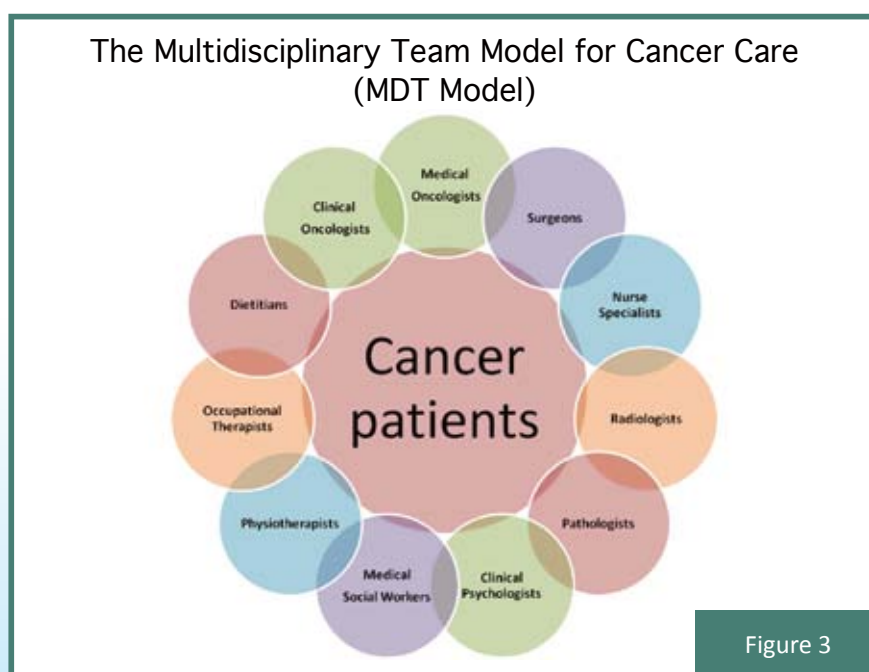 The Multidisciplinary Team Model for Cancer Care
(MDT Model)
Medical
Oncologists
Surgeons
Nurse
Specialists
Radiologists
Pathologists
Clinical
Psychologists
Medical
Social Workers
Physiotherapists
Occupational
Therapists
Dietitians
Clinical
Oncologists
Cancer
patients
Figure 3